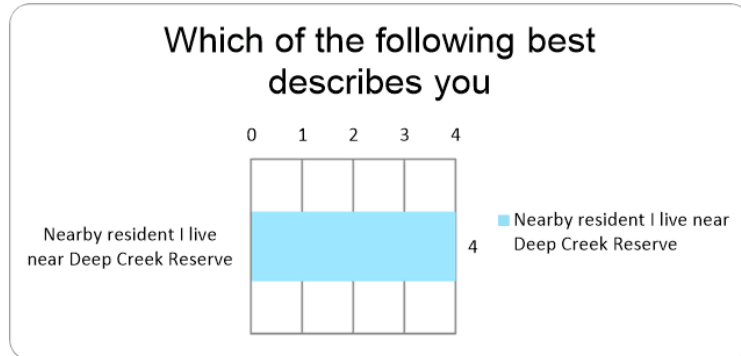 Which of the following best
describes you
0 1 2 3 4
Nearby resident I live
near Deep Creek Reserve
4
Nearby resident I live near
Deep Creek Reserve